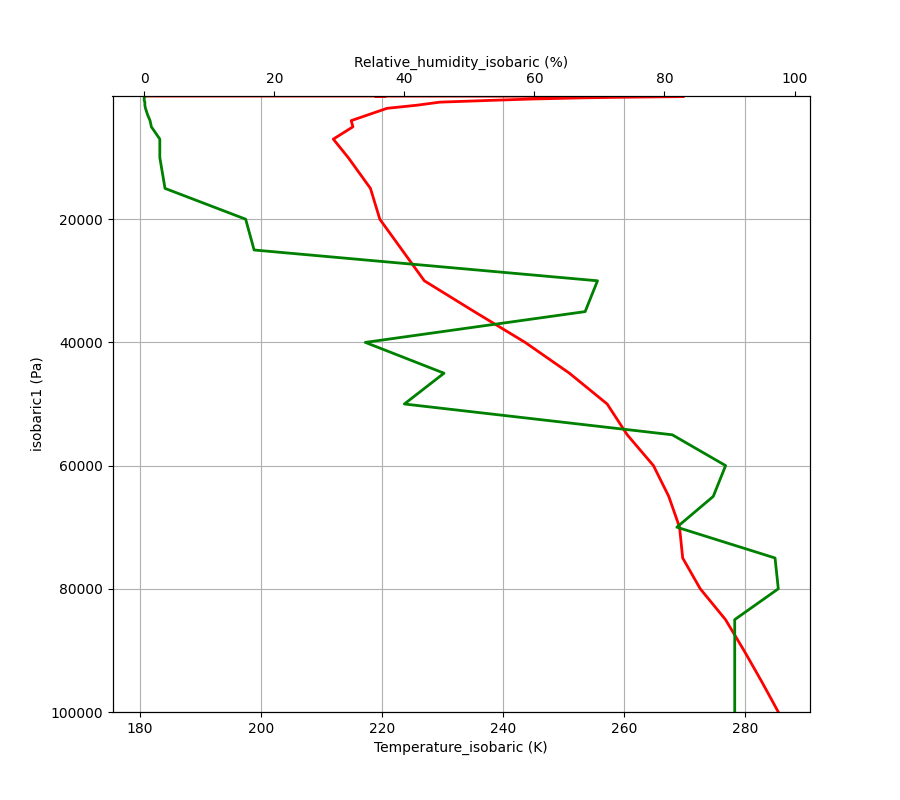 Relative_humidity_isobaric (%)
0 20 40 60 80 100
20000
40000
60000
80000
100000
isobaric1 (Pa)
180 200 220 240 260 280
Temperature_isobaric (K)